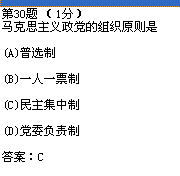 第30题 （1分）
马克思主义政党的组织原则是
(A)普选制
(B)一人一票制
(C)民主集中制
(D)党委负责制
答案：C